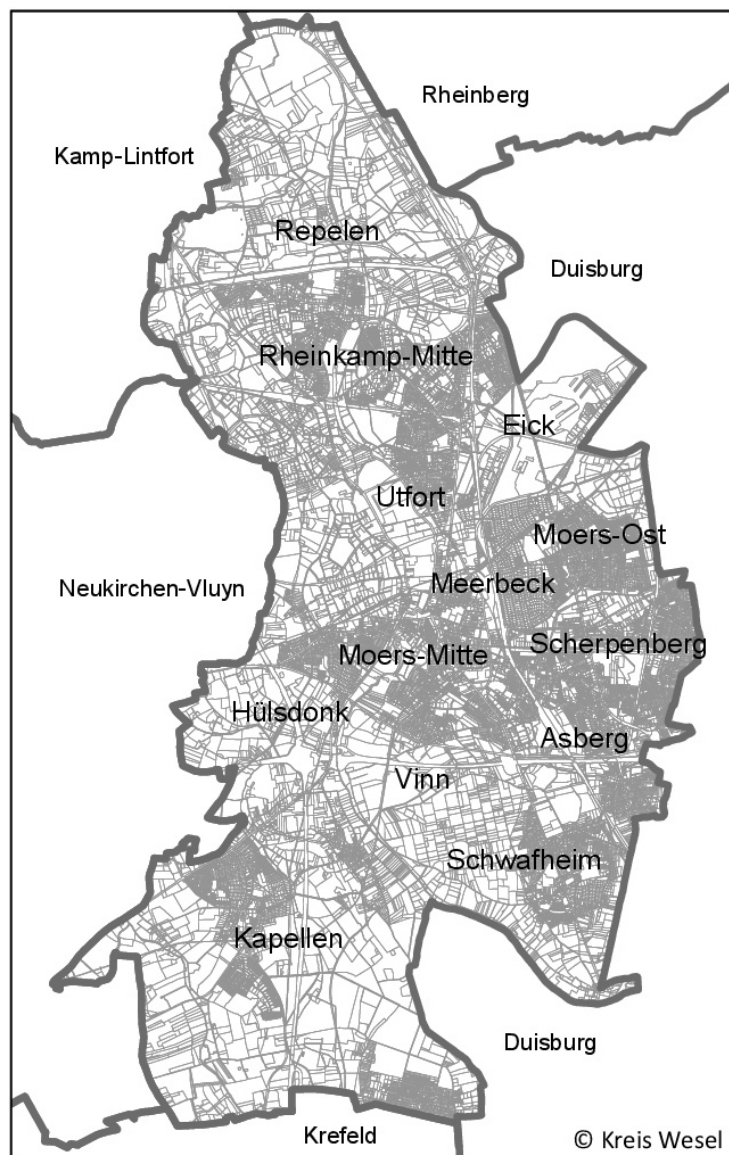 Rheinberg
Kamp-Lintfort
Repelen
Duisburg
Rheinkamp-Mitte
Eick
Utfort
Moers-Ost
Meerbeck
Neukirchen-Vluyn
Scherpenberg
Moers-Mitte
Hülsdonk
Asberg
Vinn
Schwafheim
Kapellen
Duisburg
Krefeld
© Kreis Wesel